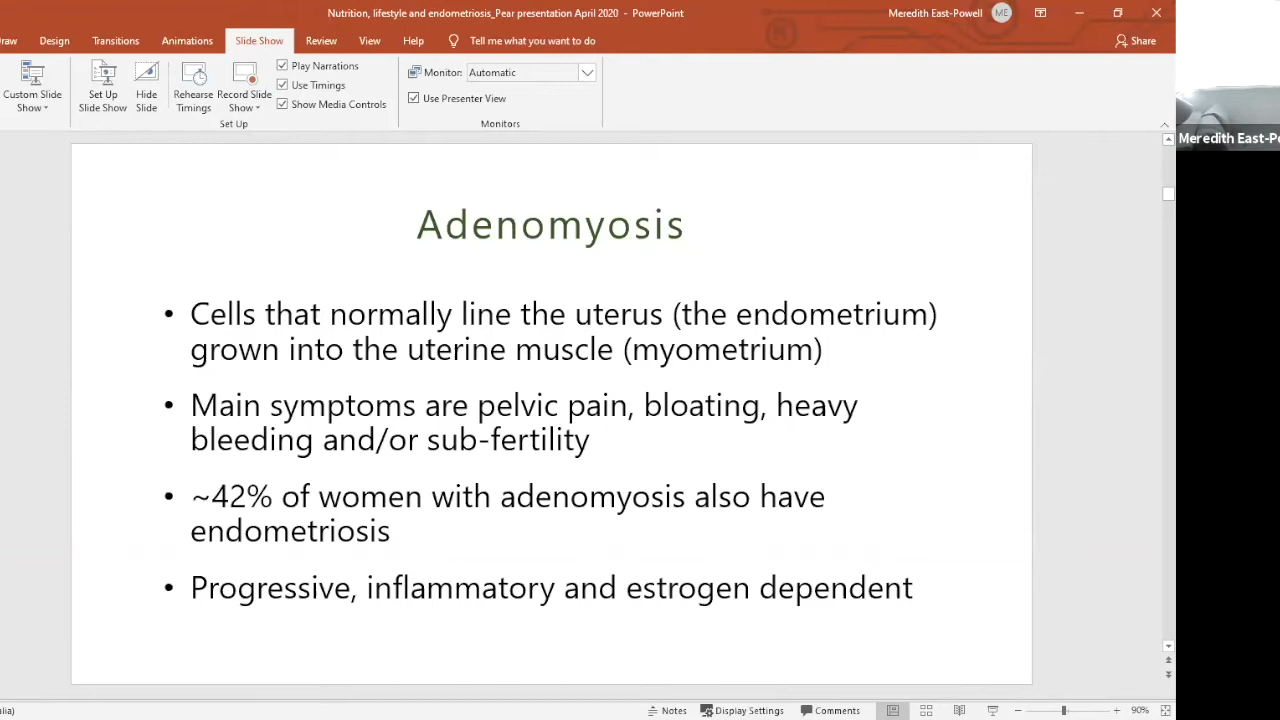 Nutrition, lifestyle and endometriosis_Pear presentation April 2020 - PowerPoint
Meredith East-Powell
ME
Design Transitions Animations Slide Show Review View Help Tell me what you to do
Share
Custom Slide Show
Set Up Slide Show
Hide Slide
Rehearse Timings
Record Slide Show
Play Narrations
Use Timings
Show Media Controls
Set Up
Monitor: Automatic
Use Presenter View
Monitors
Meredith East-Po
Adenomyosis
• Cells that normally line the uterus (the endometrium)
grown into the uterine muscle (myometrium)
• Main symptoms are pelvic pain, bloating, heavy
bleeding and/or sub-fertility
• ~42% of women with adenomyosis also have
endometriosis
• Progressive, inflammatory and estrogen dependent
Notes Display Settings Comments 90%